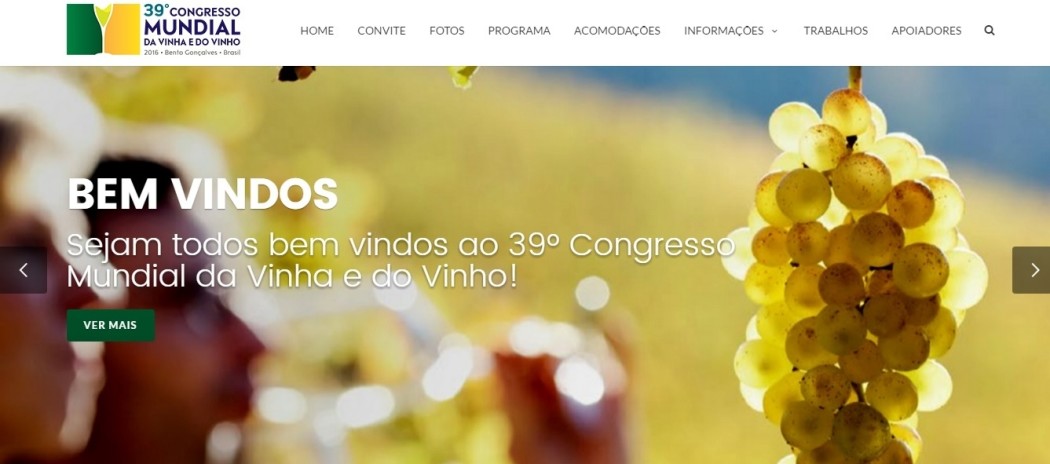 39º CONGRESSO
MUNDIAL
DA VINHA E DO VINHO
2016 • Bento Gonçalves • Brasil
HOME CONVITE FOTOS PROGRAMA ACOMODAÇÕES INFORMAÇÕES TRABALHOS APOIADORES
BEM VINDOS
Sejam todos bem vindos ao 39º Congresso
Mundial da Vinha e do Vinho!
VER MAIS